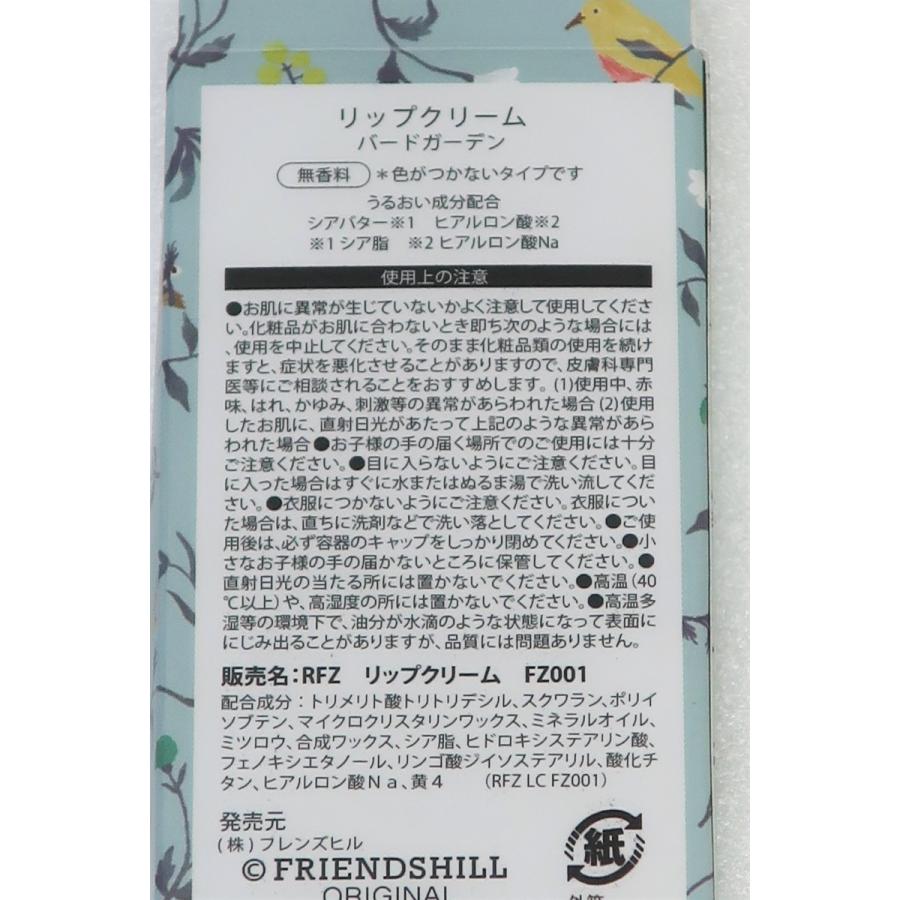 リップクリーム
バードガーデン
無香料 ＊色がつかないタイプです
うるおい成分配合
シアバター※1　ヒアルロン酸※2
※1 シア脂　※2 ヒアルロン酸Na
使用上の注意
●お肌に異常が生じていないかよく注意して使用してくださ
い。化粧品がお肌に合わないとき即ち次のような場合には
、使用を中止してください。そのまま化粧品類の使用を続け
ますと、症状を悪化させることがありますので、皮膚科専門
医等にご相談されることをおすすめします。(1)使用中、赤
味、はれ、かゆみ、刺激等の異常があらわれた場合(2)使用
したお肌に、直射日光があたって上記のような異常があら
われた場合●お子様の手の届く場所でのご使用には十分
ご注意ください。●目に入らないようにご注意ください。目
に入った場合はすぐに水またはぬるま湯で洗い流してくだ
さい。●衣服につかないようにご注意ください。衣服につい
た場合は、直ちに洗剤などで洗い落としてください。●ご使
用後は、必ず容器のキャップをしっかり閉めてください。●小
さなお子様の手の届かないところに保管してください。●
直射日光の当たる所には置かないでください。●高温(40
℃以上)や、高湿度の所には置かないでください。●高温多
湿等の環境下で、油分が水滴のような状態になって表面に
にじみ出ることがありますが、品質には問題ありません。
販売名：RFZ　リップクリーム　FZ001
配合成分：トリメリト酸トリトリデシル、スクワラン、ポリイ
ソブテン、マイクロクリスタリンワックス、ミネラルオイル、
ミツロウ、合成ワックス、シア脂、ヒドロキシステアリン酸、
フェノキシエタノール、リンゴ酸ジイソステアリル、酸化チ
タン、ヒアルロン酸Ｎａ、黄４　(RFZ LC FZ001)
発売元
(株) フレンズヒル
© FRIENDSHILL
ORIGINAL
紙